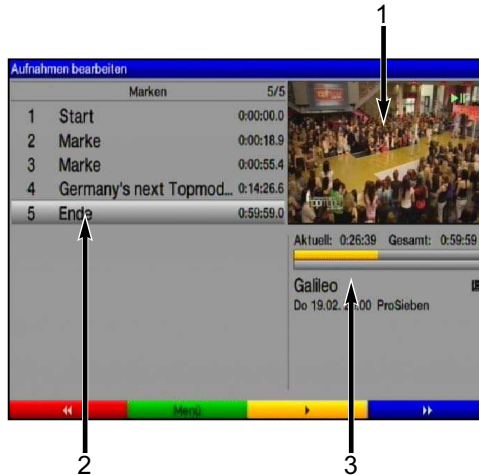 1
Aufnahmen bearbeiten
Marken 5/5
1 Start 0:00:00.0
2 Marke 0:00:18.9
3 Marke 0:00:55.4
4 Germany's next Topmod... 0:14:26.6
5 Ende 0:59:59.0
Aktuell: 0:26:39 Gesamt: 0:59:59
Galileo
Do 19.02. ProSieben
Menü
2 3